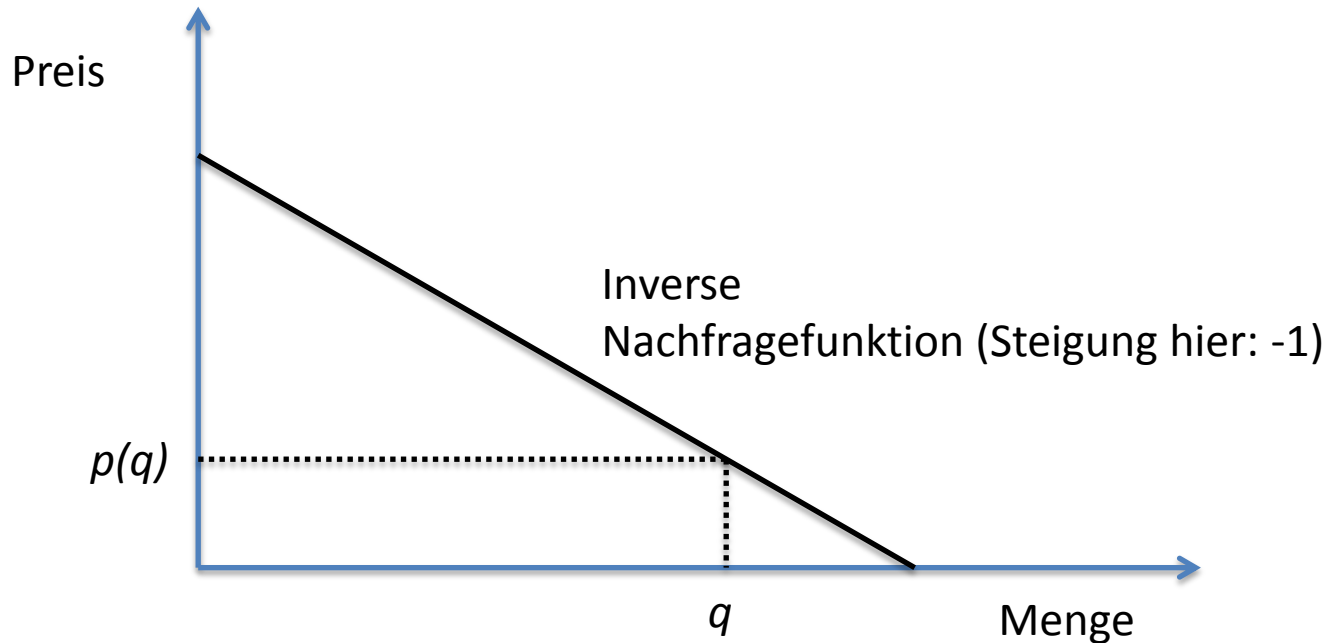 Preis
Inverse
Nachfragefunktion (Steigung hier: -1)
p(q)
q
Menge